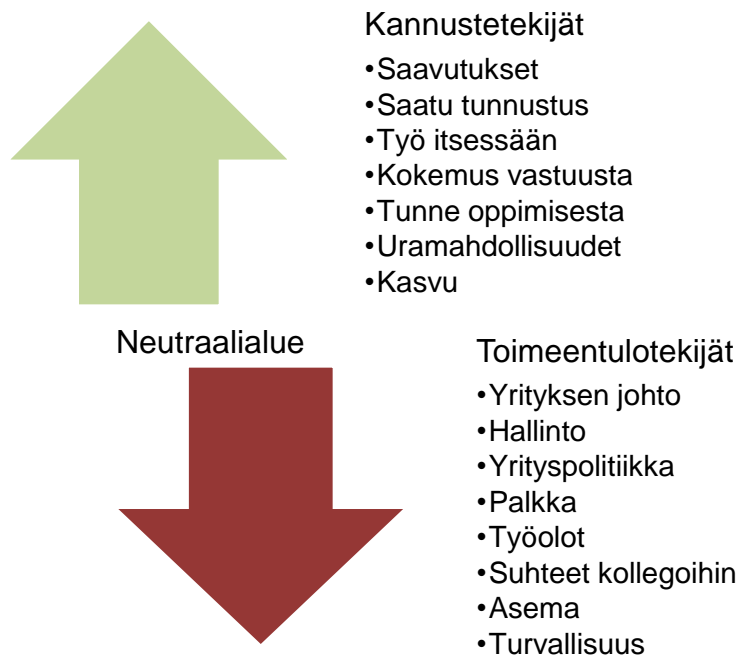 Kannustetekijät
•Saavutukset
•Saatu tunnustus
•Työ itsessään
•Kokemus vastuusta
•Tunne oppimisesta
•Uramahdollisuudet
•Kasvu
Neutraalialue
Toimeentulotekijät
•Yrityksen johto
•Hallinto
•Yrityspolitiikka
•Palkka
•Työolot
•Suhteet kollegoihin
•Asema
•Turvallisuus